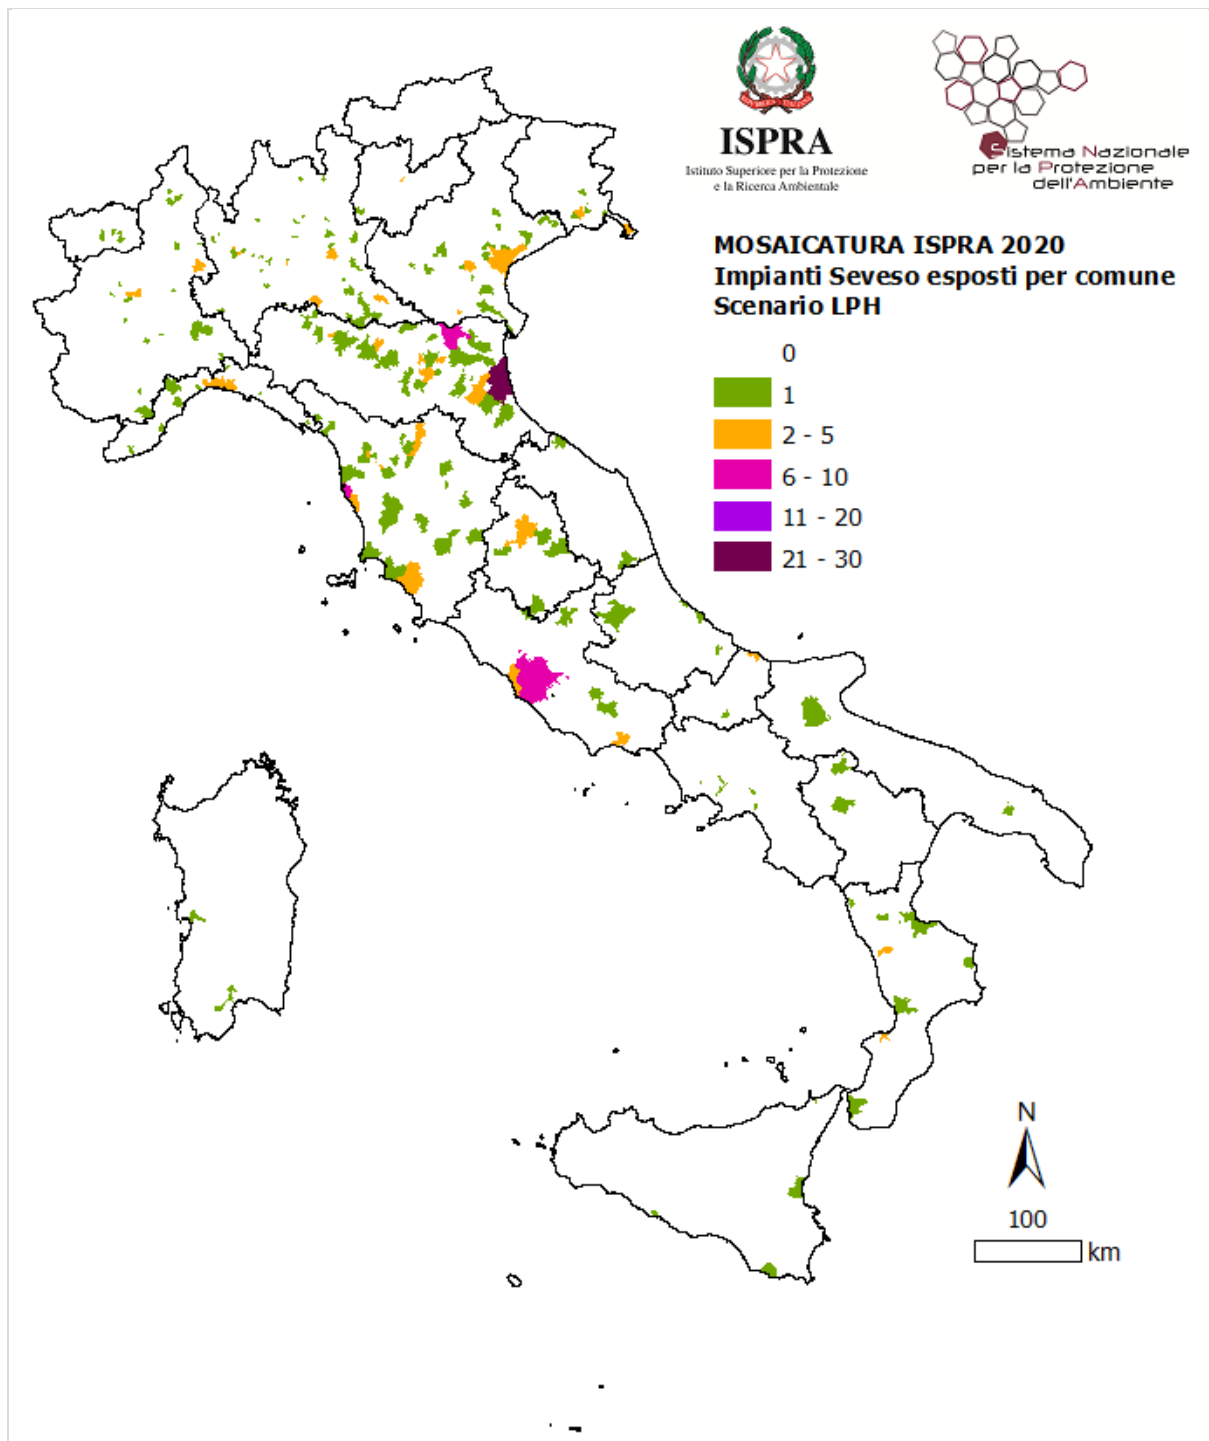 ISPRA
Istituto Superiore per la Protezione
e la Ricerca Ambientale
Sistema Nazionale
per la Protezione
dell'Ambiente
MOSAICATURA ISPRA 2020
Impianti Seveso esposti per comune
Scenario LPH
0
1
2 - 5
6 - 10
11 - 20
21 - 30
N
100
km